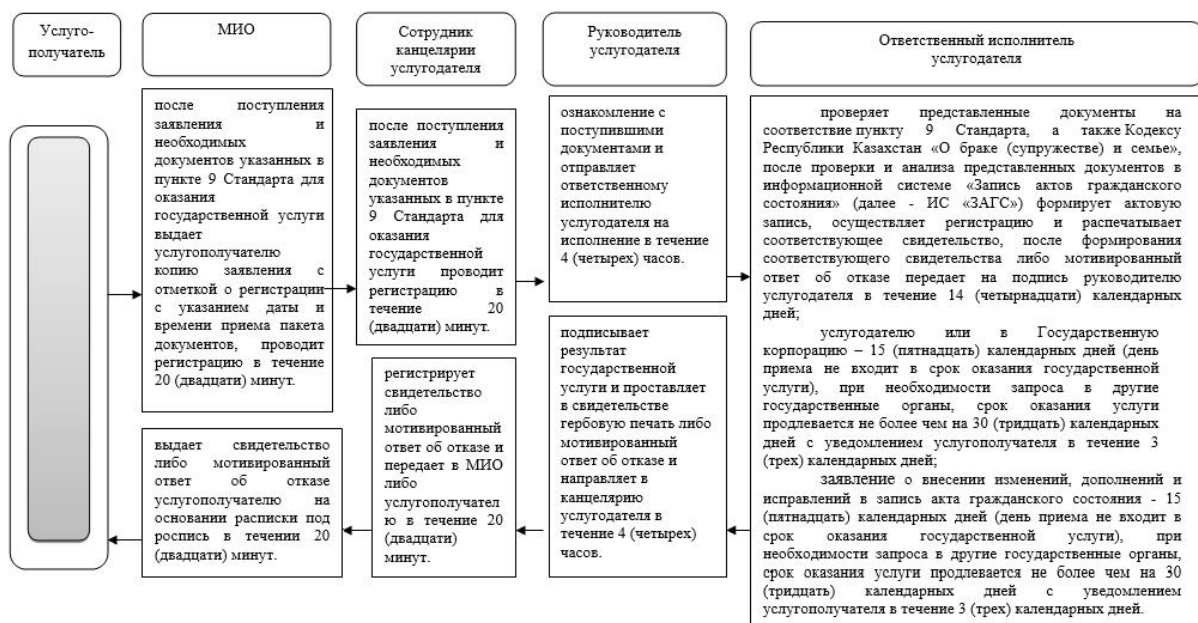 Услуго-
получатель
МИО
Сотрудник
канцелярии
услугодателя
Руководитель
услугодателя
Ответственный исполнитель
услугодателя
после поступления
заявления и
необходимых
документов указанных в
пункте 9 Стандарта для
оказания
государственной услуги
выдает
услугополучателю
копию заявления с
отметкой о регистрации
с указанием даты и
времени приема пакета
документов, проводит
регистрацию в течение
20 (двадцати) минут.
после поступления
заявления и
необходимых
документов
указанных в пункте
9 Стандарта для
оказания
государственной
услуги проводит
регистрацию в
течение 20
(двадцати) минут.
ознакомление с
поступившими
документами и
отправляет
ответственному
исполнителю
услугодателя на
исполнение в течение
4 (четырех) часов.
проверяет представленные документы на
соответствие пункту 9 Стандарта, а также Кодексу
Республики Казахстан «О браке (супружестве) и семье»,
после проверки и анализа представленных документов в
информационной системе «Запись актов гражданского
состояния» (далее - ИС «ЗАГС») формирует актовую
запись, осуществляет регистрацию и распечатывает
соответствующее свидетельство, после формирования
соответствующего свидетельства либо мотивированный
ответ об отказе передает на подпись руководителю
услугодателя в течение 14 (четырнадцати) календарных
дней;
услугодателю или в Государственную
корпорацию – 15 (пятнадцать) календарных дней (день
приема не входит в срок оказания государственной
услуги), при необходимости запроса в другие
государственные органы, срок оказания услуги
продлевается не более чем на 30 (тридцать) календарных
дней с уведомлением услугополучателя в течение 3
(трех) календарных дней;
заявление о внесении изменений, дополнений и
исправлений в запись акта гражданского состояния - 15
(пятнадцать) календарных дней (день приема не входит в
срок оказания государственной услуги), при
необходимости запроса в другие государственные органы,
срок оказания услуги продлевается не более чем на 30
(тридцать) календарных дней с уведомлением
услугополучателя в течение 3 (трех) календарных дней.
подписывает
результат
государственной
услуги и проставляет
в свидетельстве
гербовую печать либо
мотивированный
ответ об отказе и
направляет в
канцелярию
услугодателя в
течение 4 (четырех)
часов.
регистрирует
свидетельство
либо
мотивированный
ответ об отказе и
передает в МИО
либо
услугополучател
ю в течение 20
(двадцати)
минут.
выдает свидетельство
либо мотивированный
ответ об отказе
услугополучателю на
основании расписки под
роспись в течении 20
(двадцати) минут.